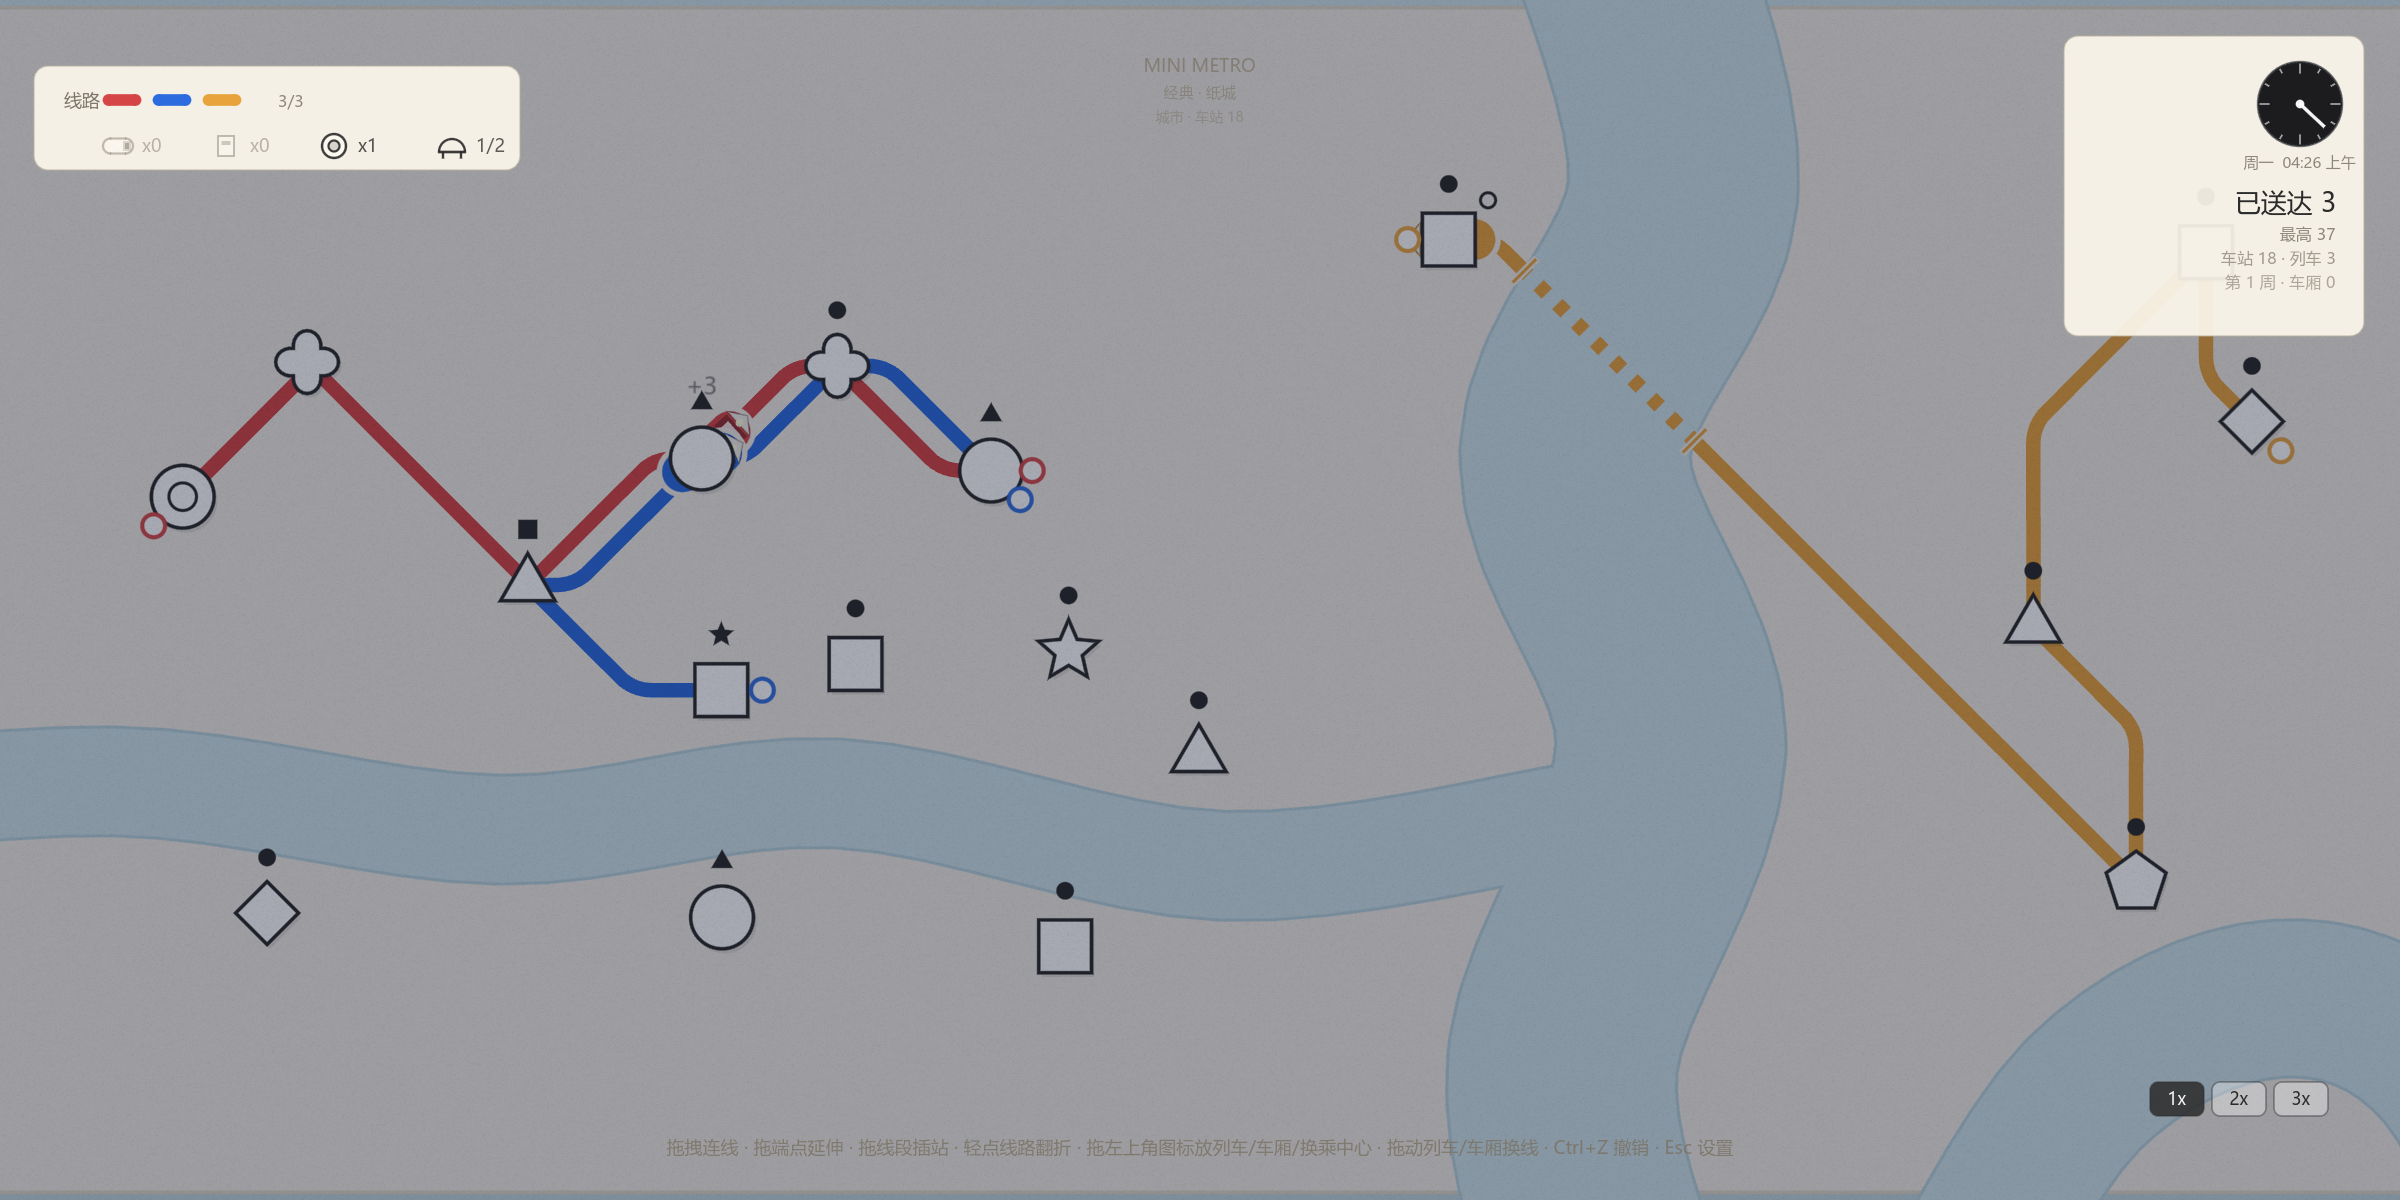 线路 3/3
x0 x0 x1 1/2
MINI METRO
经典 · 纸城
城市 · 车站 18
周一 04:26 上午
已送达 3
最高 37
车站 18 · 列车 3
第 1 周 · 车厢 0
+3
1x 2x 3x
拖拽连线 · 拖端点延伸 · 拖线段插站 · 轻点线路翻折 · 拖左上角图标放列车/车厢/换乘中心 · 拖动列车/车厢换线 · Ctrl+Z 撤销 · Esc 设置